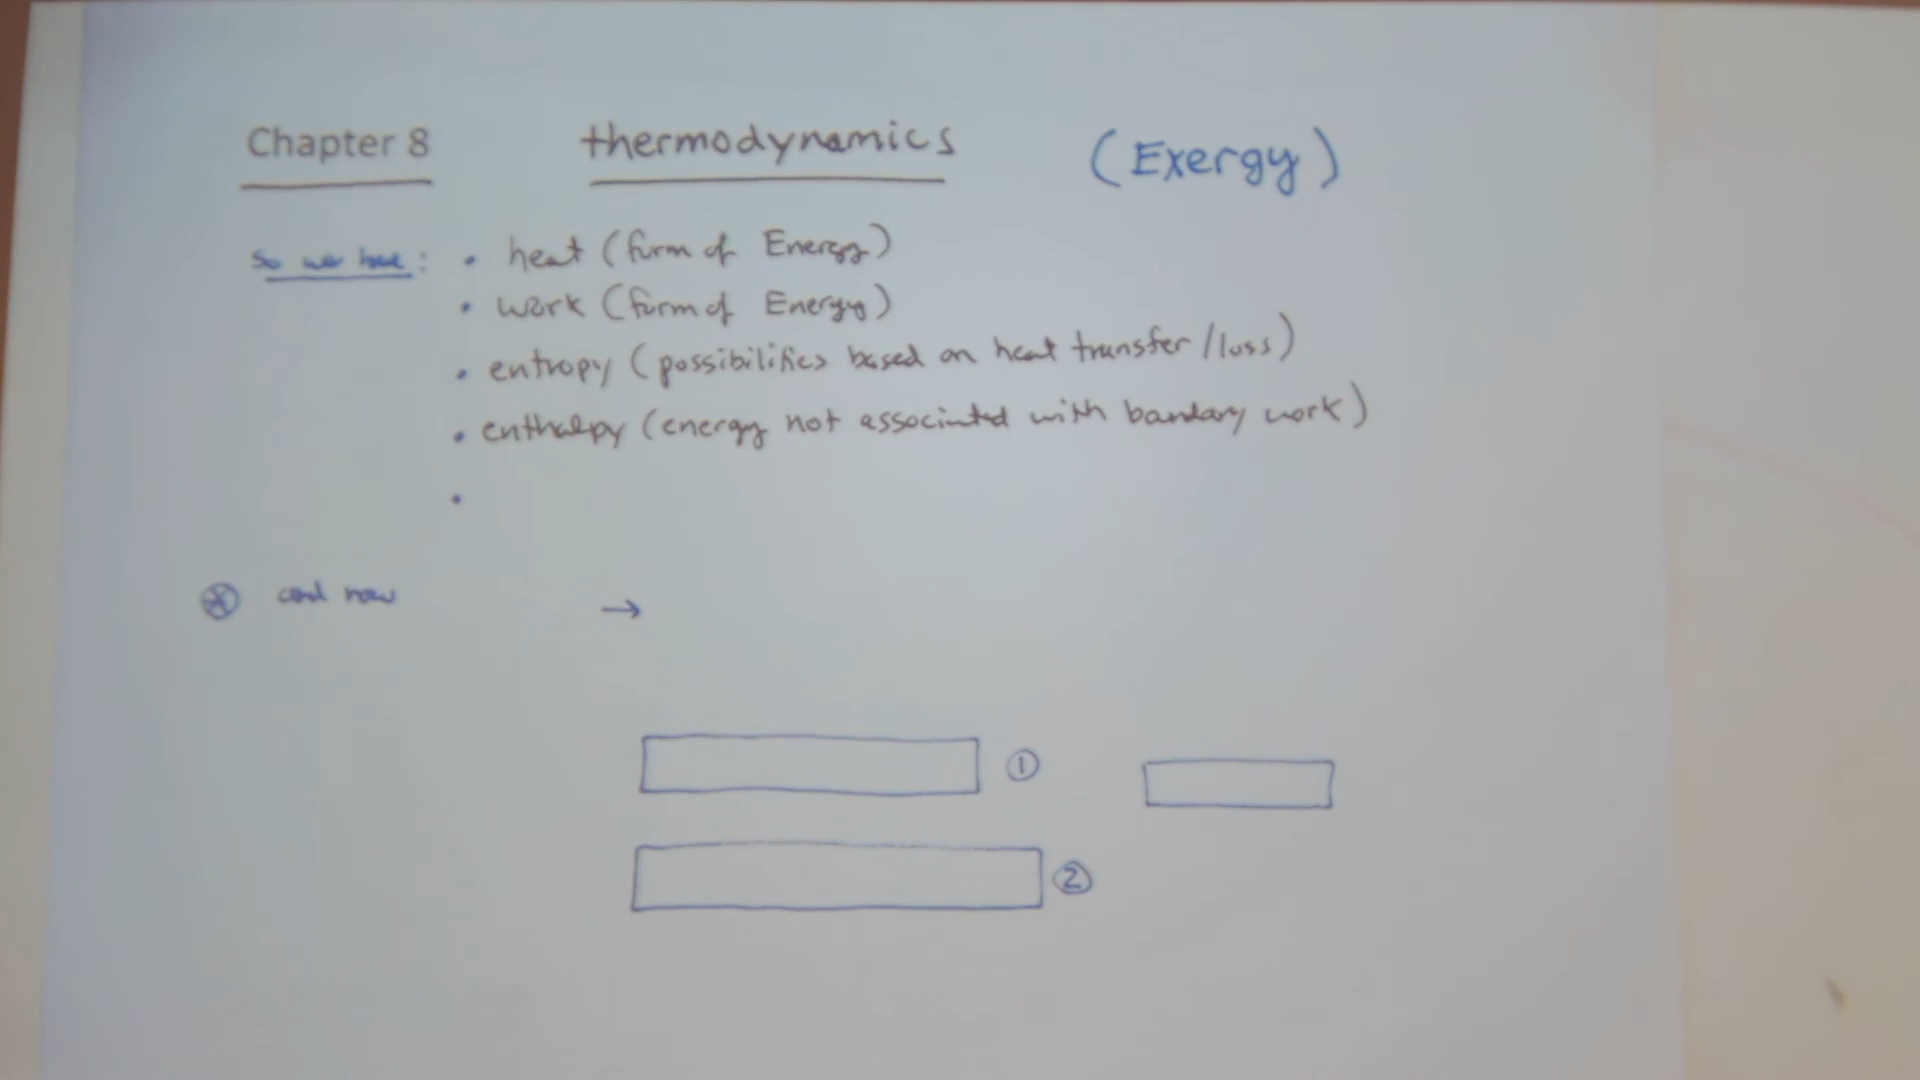 Chapter 8 thermodynamics (Exergy)
So we have: • heat (form of Energy)
• work (form of Energy)
• entropy (possibilities based on heat transfer/loss)
• enthalpy (energy not associated with boundary work)
•
⊛ and now →
①
②